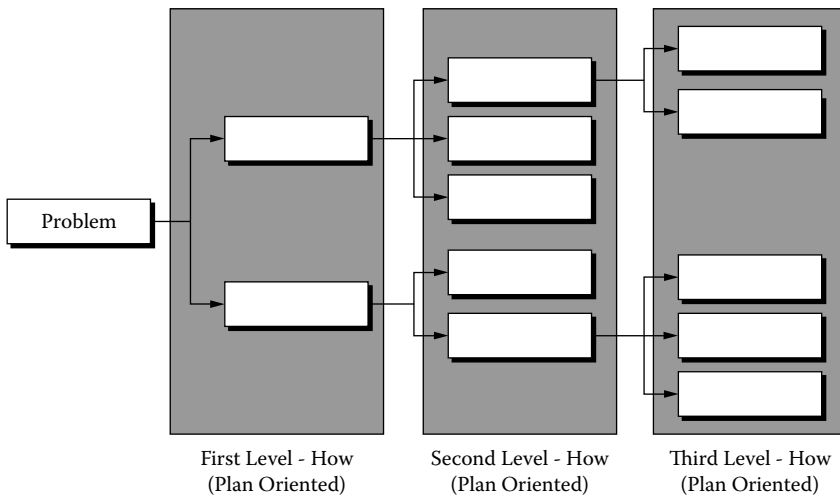 Problem
First Level - How
(Plan Oriented)
Second Level - How
(Plan Oriented)
Third Level - How
(Plan Oriented)